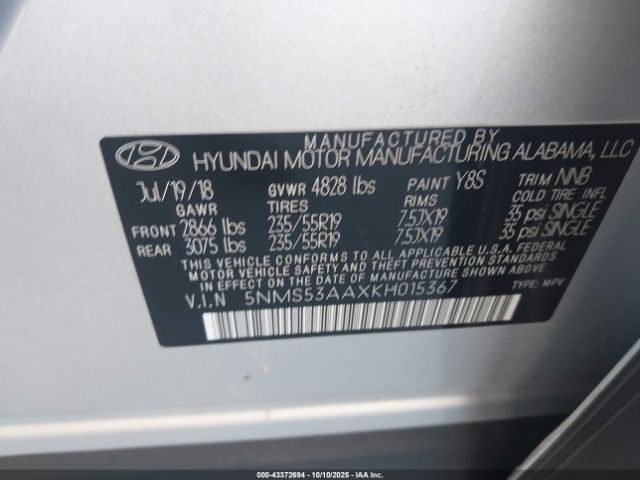 MANUFACTURED BY
HYUNDAI MOTOR MANUFACTURING ALABAMA, LLC
Jul/19/18 GVWR 4828 lbs PAINT Y8S TRIM NNB
GAWR TIRES RIMS COLD TIRE INFL
FRONT 2866 lbs 235/55R19 7.5JX19 35 psi SINGLE
REAR 3075 lbs 235/55R19 7.5JX19 35 psi SINGLE
THIS VEHICLE CONFORMS TO ALL APPLICABLE U.S.A. FEDERAL
MOTOR VEHICLE SAFETY AND THEFT PREVENTION STANDARDS
IN EFFECT ON THE DATE OF MANUFACTURE SHOWN ABOVE.
V.I.N 5NMS53AAXKH015367 TYPE: MPV
000-43372694 | 10/10/2025 - IAA Inc.